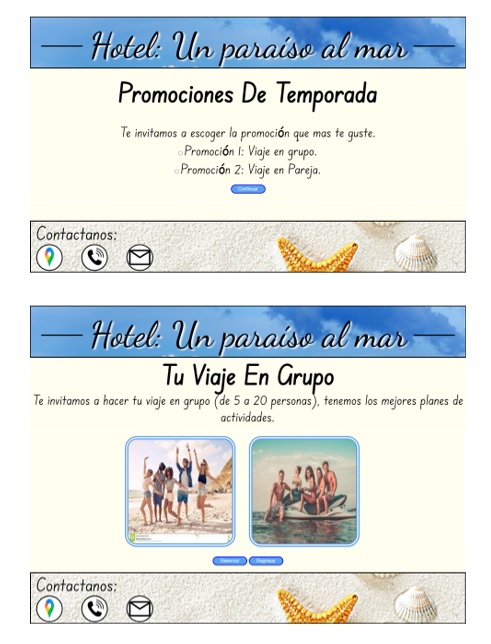 Hotel: Un paraíso al mar
Promociones De Temporada
Te invitamos a escoger la promoción que mas te guste.
Promoción 1: Viaje en grupo.
Promoción 2: Viaje en Pareja.
Continuar
Contactanos:
Hotel: Un paraíso al mar
Tu Viaje En Grupo
Te invitamos a hacer tu viaje en grupo (de 5 a 20 personas), tenemos los mejores planes de
actividades.
Reservar Regresar
Contactanos: